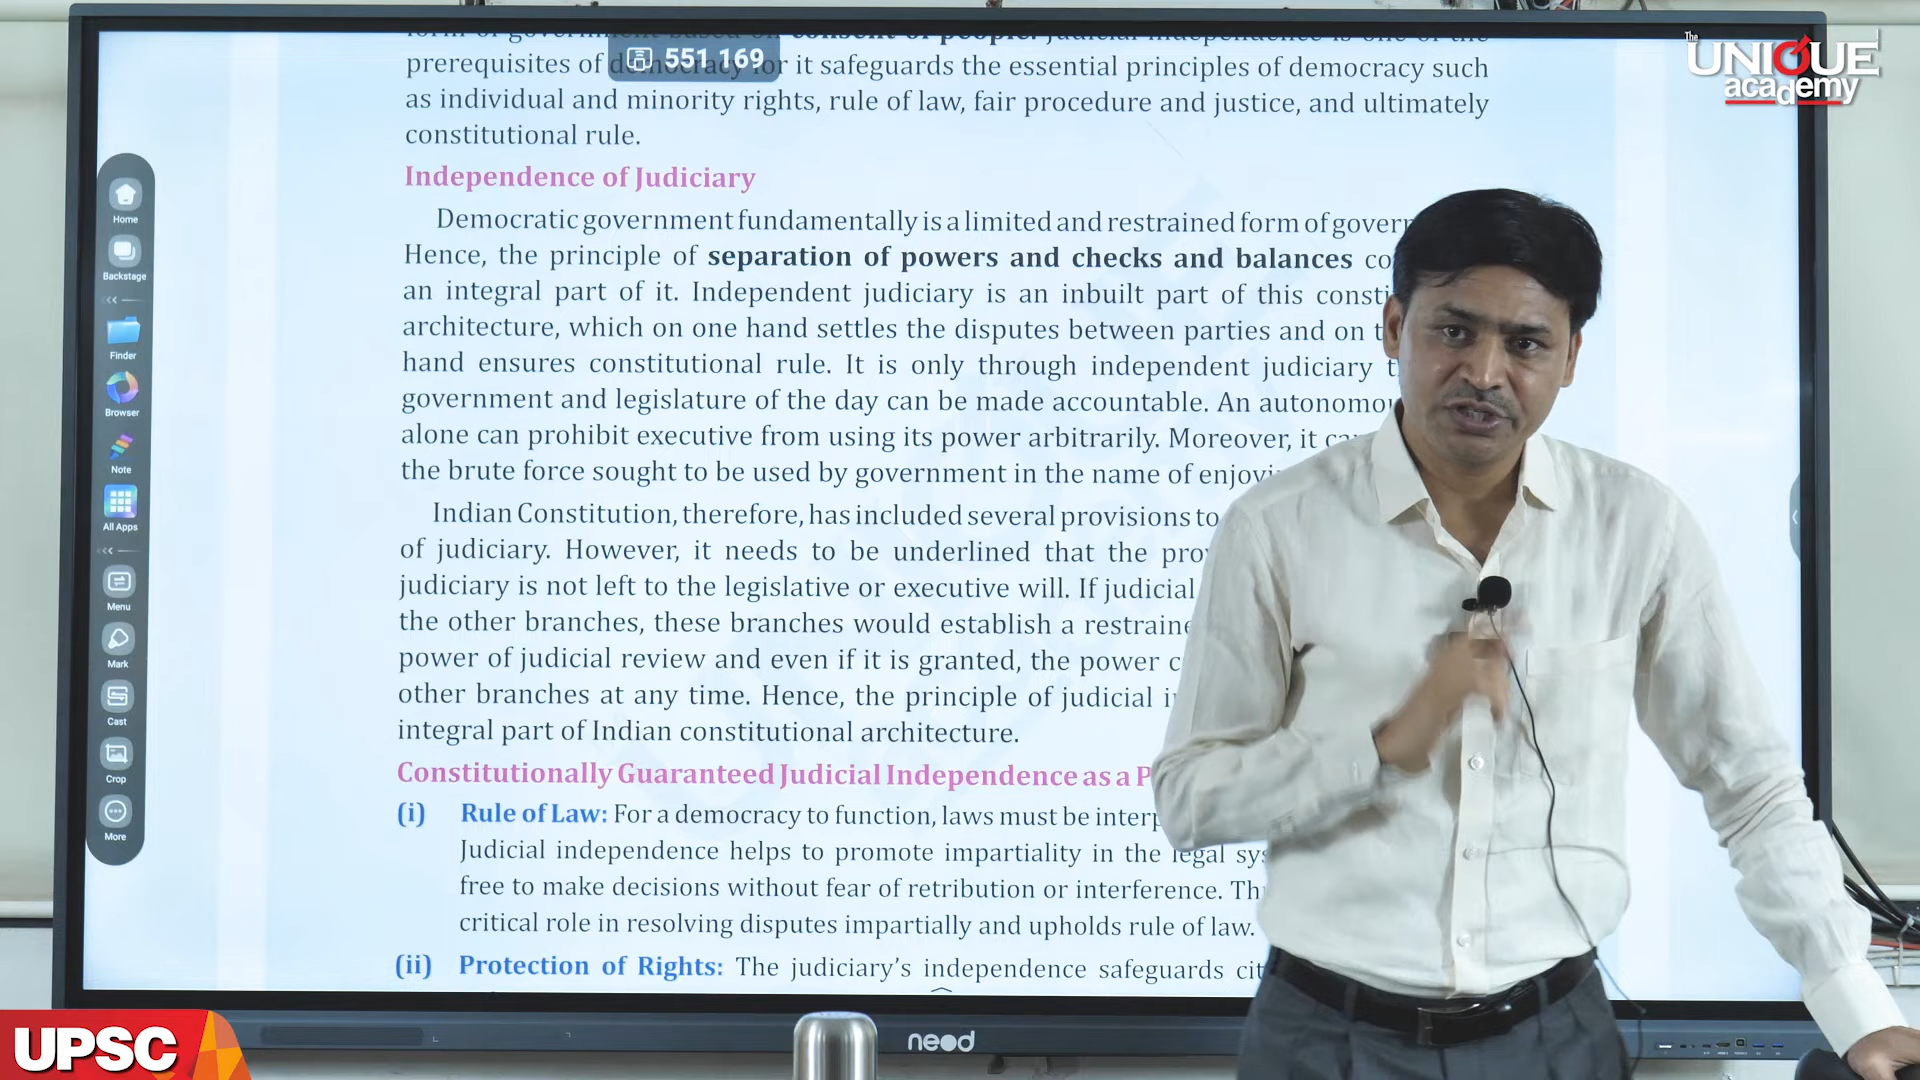 consent of people.
551 169
prerequisites of democracy for it safeguards the essential principles of democracy such
as individual and minority rights, rule of law, fair procedure and justice, and ultimately
constitutional rule.
Independence of Judiciary
Democratic government fundamentally is a limited and restrained form of gover
Hence, the principle of separation of powers and checks and balances co
an integral part of it. Independent judiciary is an inbuilt part of this consti
architecture, which on one hand settles the disputes between parties and on t
hand ensures constitutional rule. It is only through independent judiciary t
government and legislature of the day can be made accountable. An autonomou
alone can prohibit executive from using its power arbitrarily. Moreover, it ca
the brute force sought to be used by government in the name of enjoy
Indian Constitution, therefore, has included several provisions to
of judiciary. However, it needs to be underlined that the pro
judiciary is not left to the legislative or executive will. If judicial
the other branches, these branches would establish a restraine
power of judicial review and even if it is granted, the power c
other branches at any time. Hence, the principle of judicial i
integral part of Indian constitutional architecture.
Constitutionally Guaranteed Judicial Independence as a P
(i) Rule of Law: For a democracy to function, laws must be interp
Judicial independence helps to promote impartiality in the legal sys
free to make decisions without fear of retribution or interference. Th
critical role in resolving disputes impartially and upholds rule of law.
(ii) Protection of Rights: The judiciary's independence safeguards cit
Home
Backstage
Finder
Browser
Note
All Apps
Menu
Mark
Cast
Crop
More
The
UNIQUE
academy
UPSC
neod